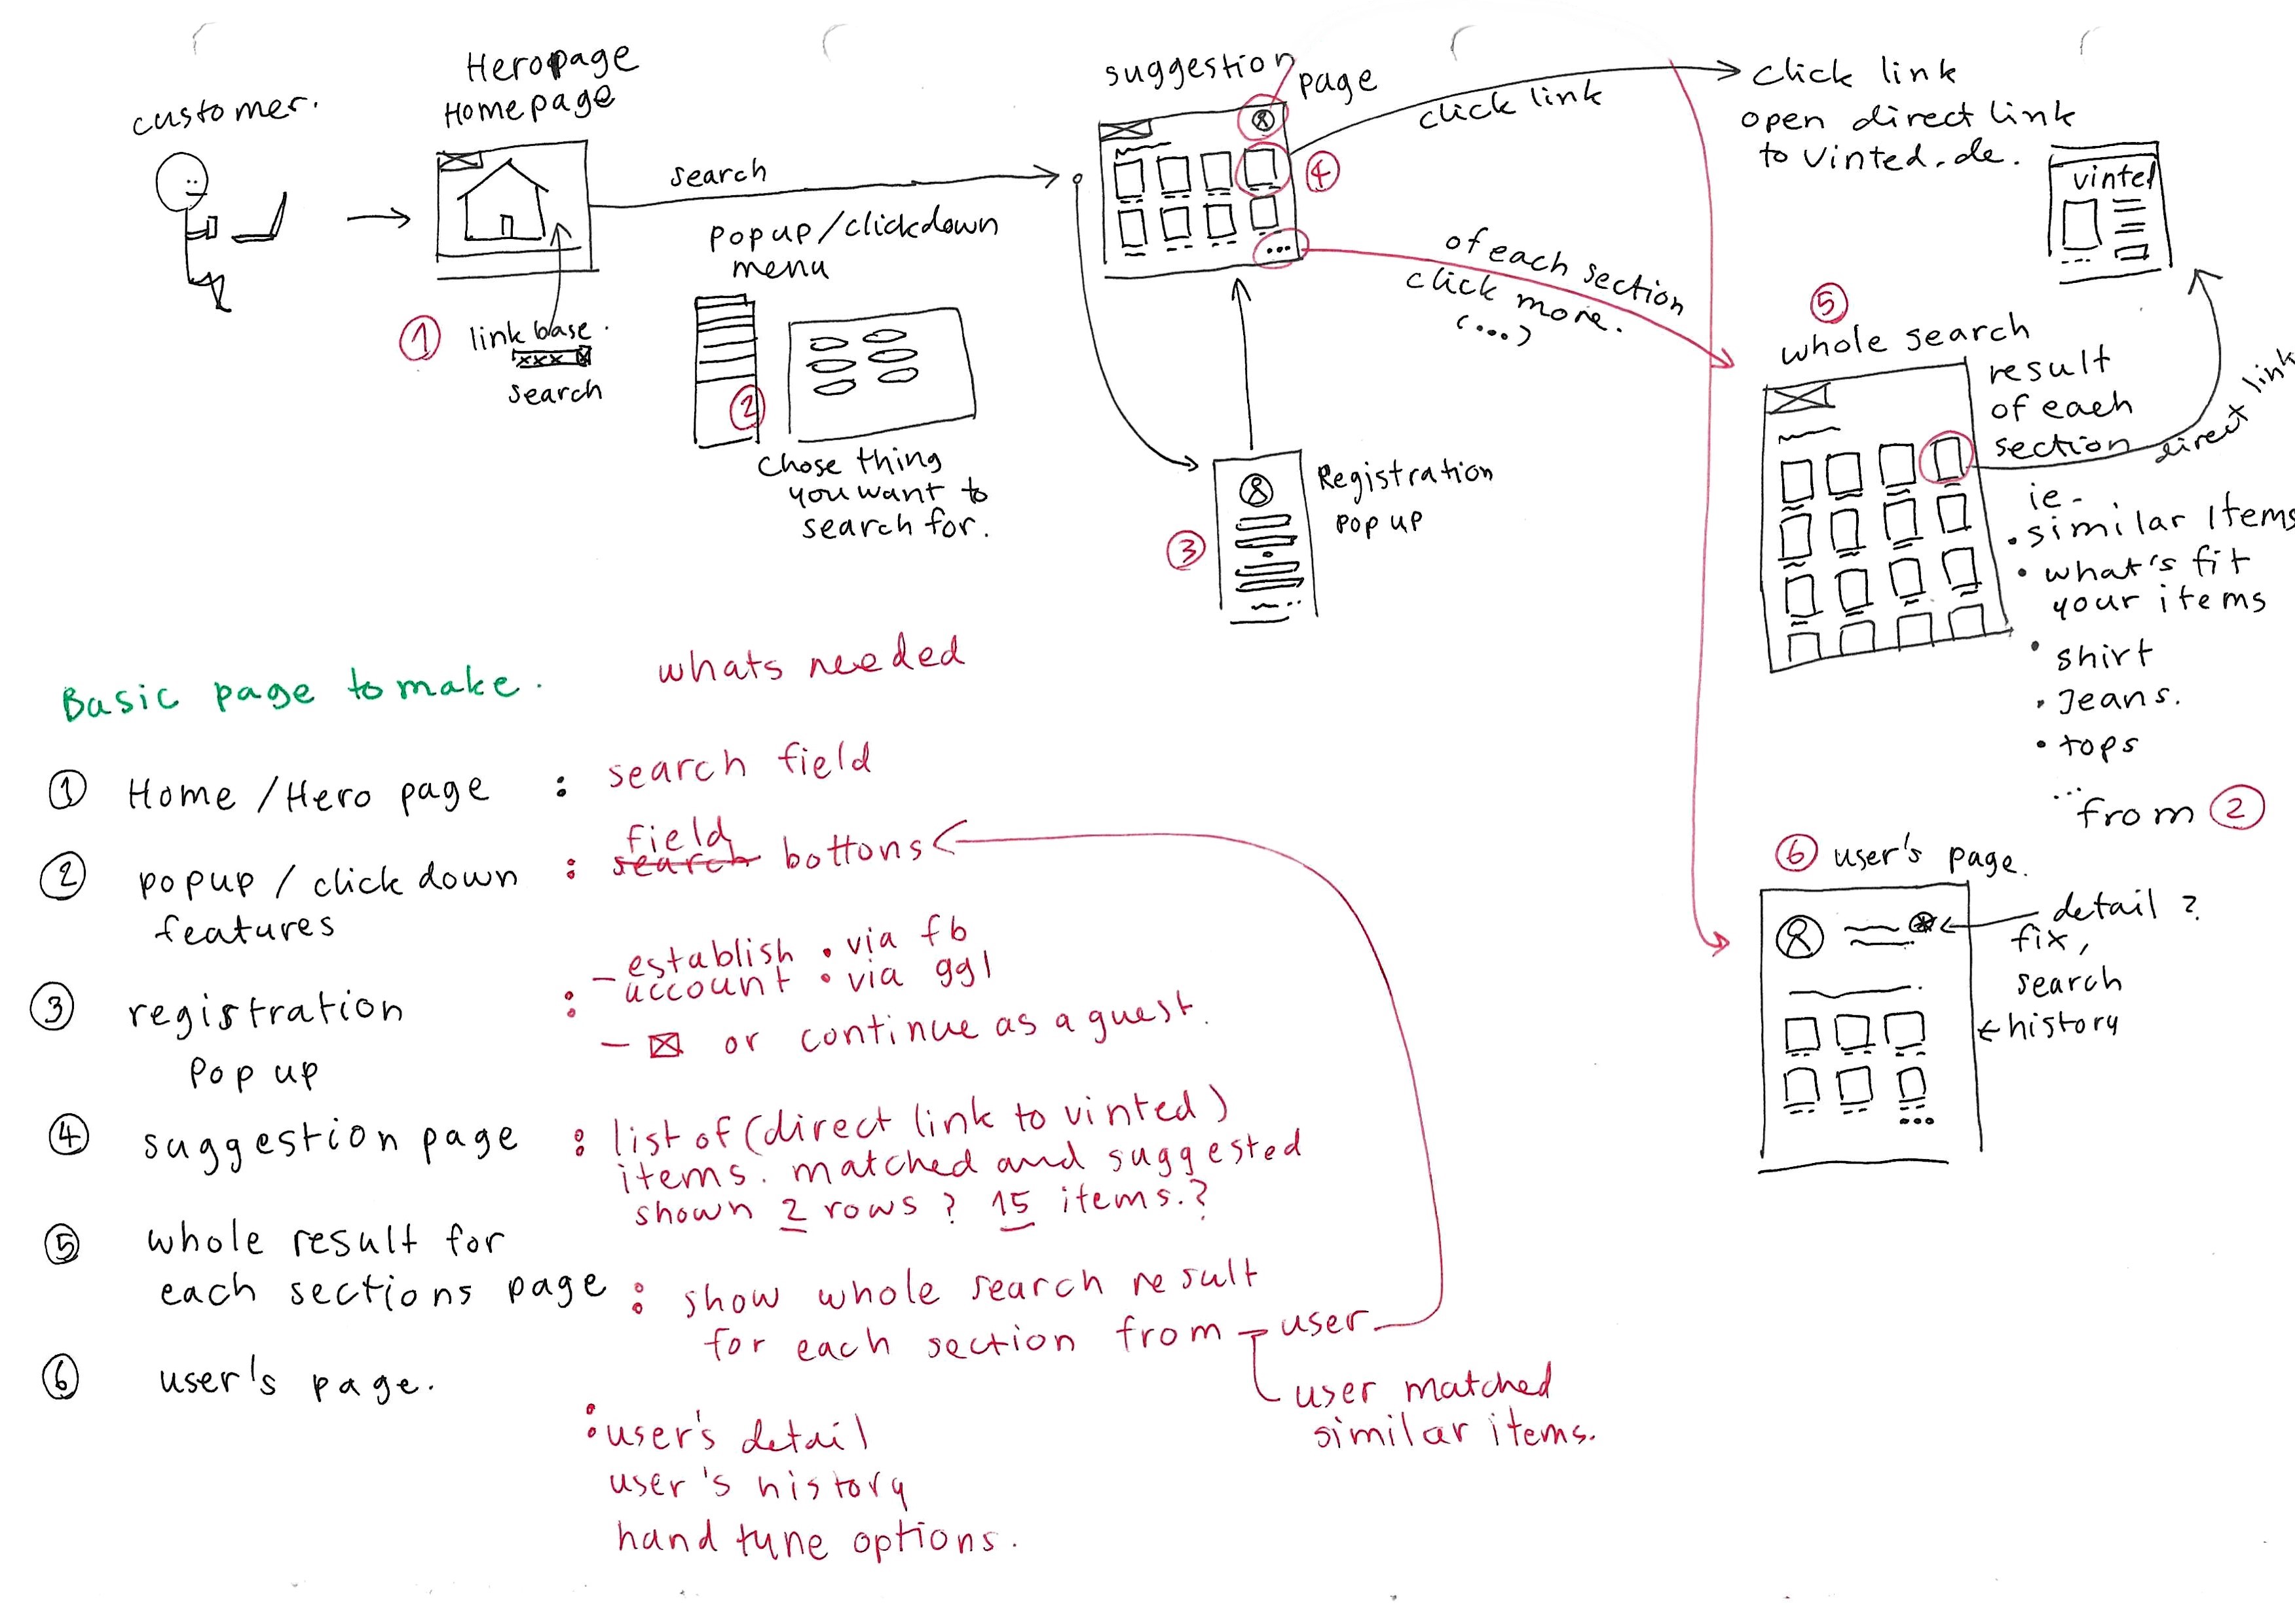 customer.
Heropage
Homepage
① link base.
xxx
search
search
popup/clickdown
menu
②
chose thing
you want to
search for.
suggestion page
④
click link
click link
open direct link
to Vinted.de.
vinted
of each section
click more.
(....)
③
Registration
pop up
⑤
whole search
result
of each
section
direct link
ie-
• similar Items
• what's fit
your items
• shirt
• Jeans.
• tops
...
from ②
⑥ user's page.
detail ?
fix,
search
history
Basic page to make.
whats needed
① Home /Hero page : search field
② popup / click down : field search bottons
features
③ registration : - establish • via fb
account • via ggl
Pop up
- or continue as a guest.
④ suggestion page : list of (direct link to vinted)
items. matched and suggested
shown 2 rows ? 15 items.?
⑤ whole result for
each sections page : show whole search result
for each section from - user
user matched
similar items.
⑥ user's page.
: user's detail
user's history
hand tune options.